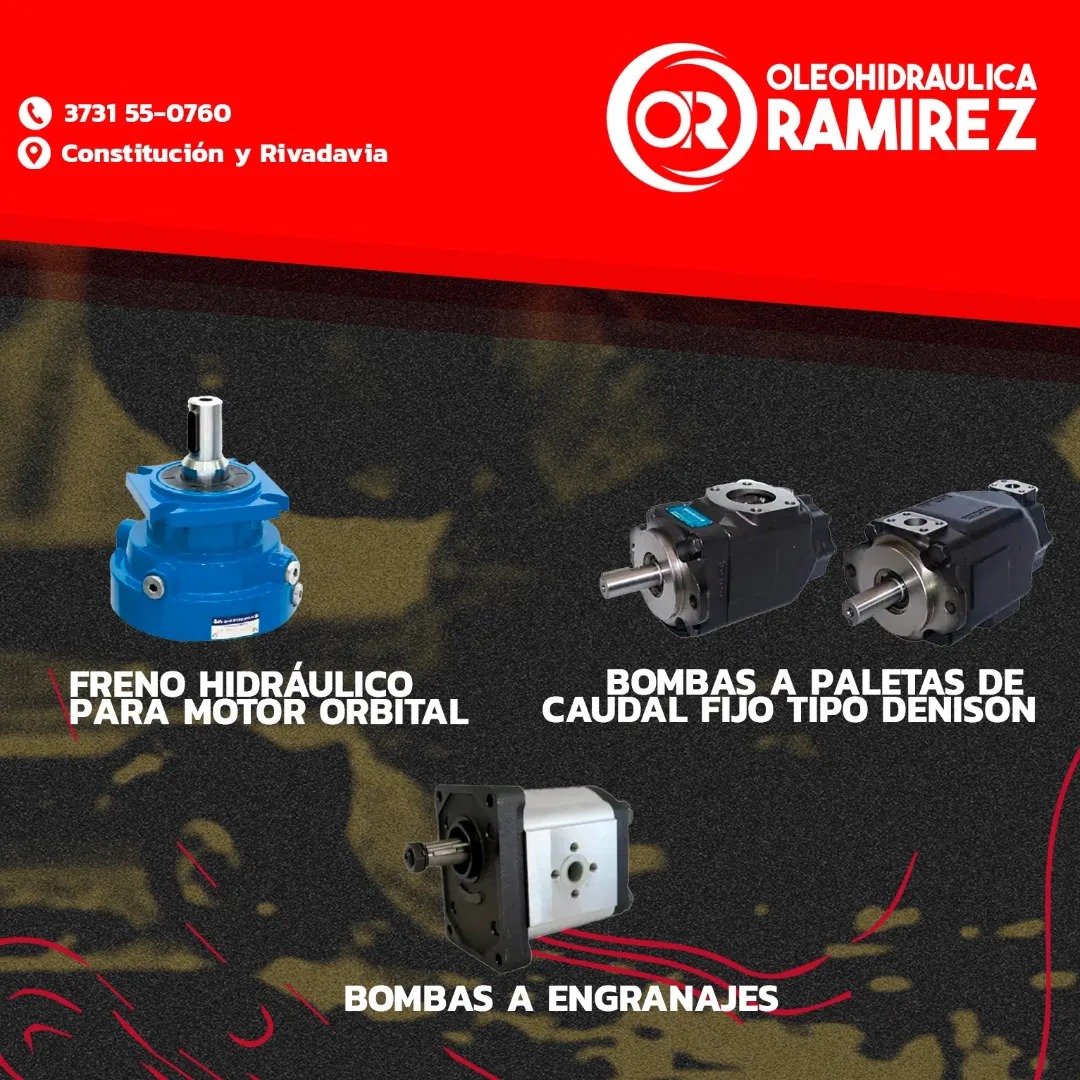 3731 55-0760
Constitución y Rivadavia
OR
OLEOHIDRAULICA
RAMIREZ
FRENO HIDRÁULICO
PARA MOTOR ORBITAL
BOMBAS A PALETAS DE
CAUDAL FIJO TIPO DENISON
BOMBAS A ENGRANAJES